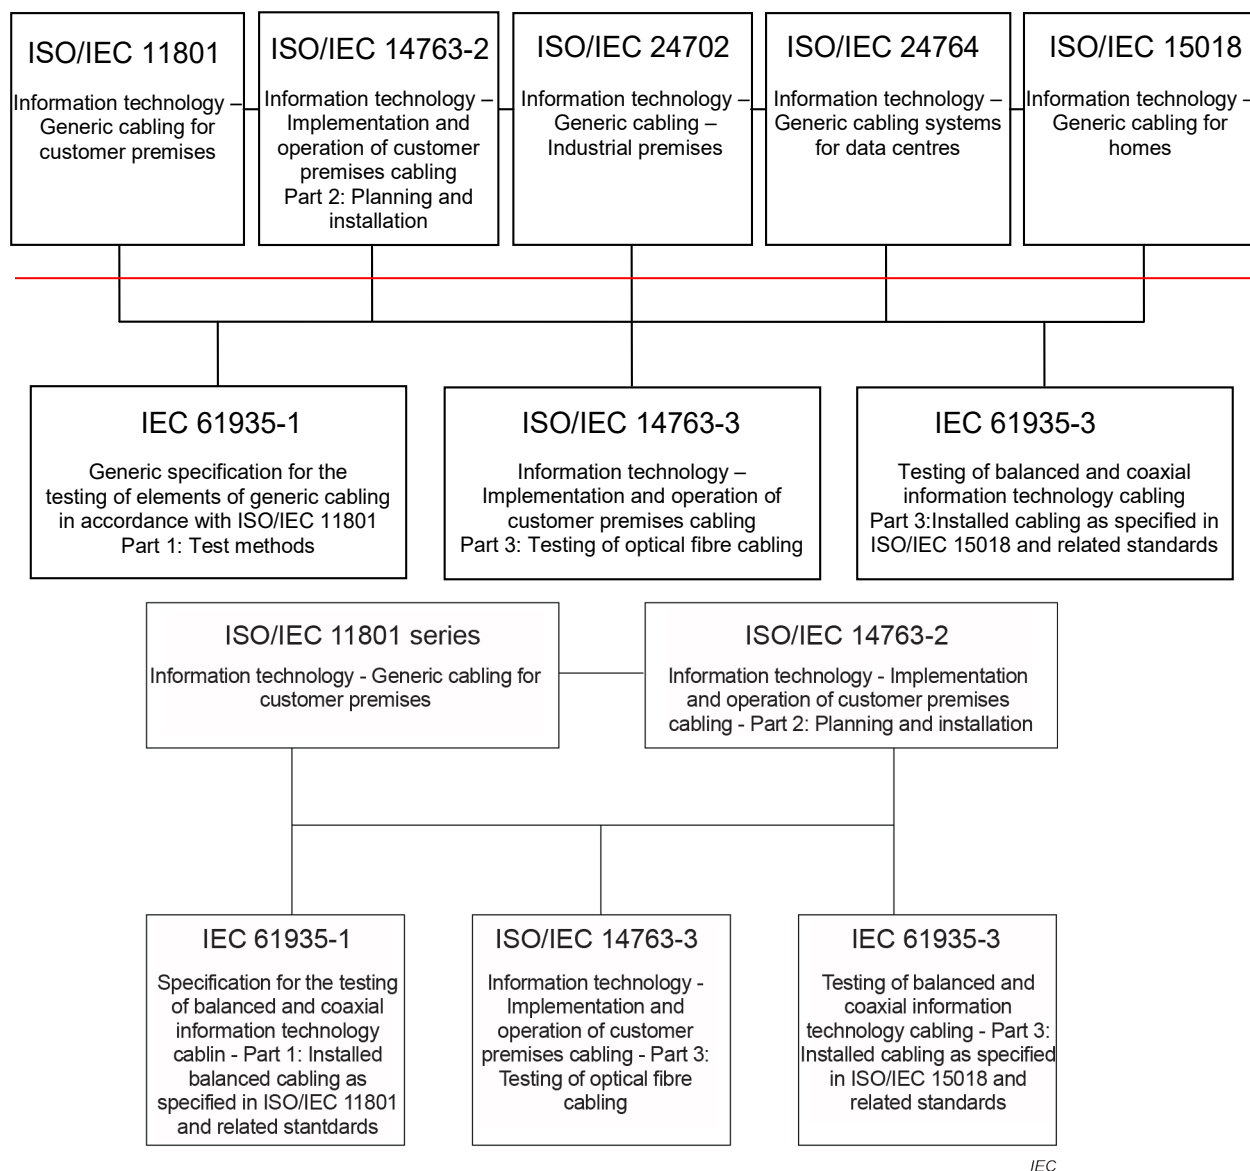 ISO/IEC 11801
Information technology –
Generic cabling for
customer premises
ISO/IEC 14763-2
Information technology –
Implementation and
operation of customer
premises cabling
Part 2: Planning and
installation
ISO/IEC 24702
Information technology –
Generic cabling –
Industrial premises
ISO/IEC 24764
Information technology –
Generic cabling systems
for data centres
ISO/IEC 15018
Information technology –
Generic cabling for
homes
IEC 61935-1
Generic specification for the
testing of elements of generic cabling
in accordance with ISO/IEC 11801
Part 1: Test methods
ISO/IEC 14763-3
Information technology –
Implementation and operation of
customer premises cabling
Part 3: Testing of optical fibre cabling
IEC 61935-3
Testing of balanced and coaxial
information technology cabling
Part 3:Installed cabling as specified in
ISO/IEC 15018 and related standards
ISO/IEC 11801 series
Information technology - Generic cabling for
customer premises
ISO/IEC 14763-2
Information technology - Implementation
and operation of customer premises
cabling - Part 2: Planning and installation
IEC 61935-1
Specification for the testing
of balanced and coaxial
information technology
cablin - Part 1: Installed
balanced cabling as
specified in ISO/IEC 11801
and related stantdards
ISO/IEC 14763-3
Information technology -
Implementation and
operation of customer
premises cabling - Part 3:
Testing of optical fibre
cabling
IEC 61935-3
Testing of balanced and
coaxial information
technology cabling - Part 3:
Installed cabling as specified
in ISO/IEC 15018 and
related standards
IEC